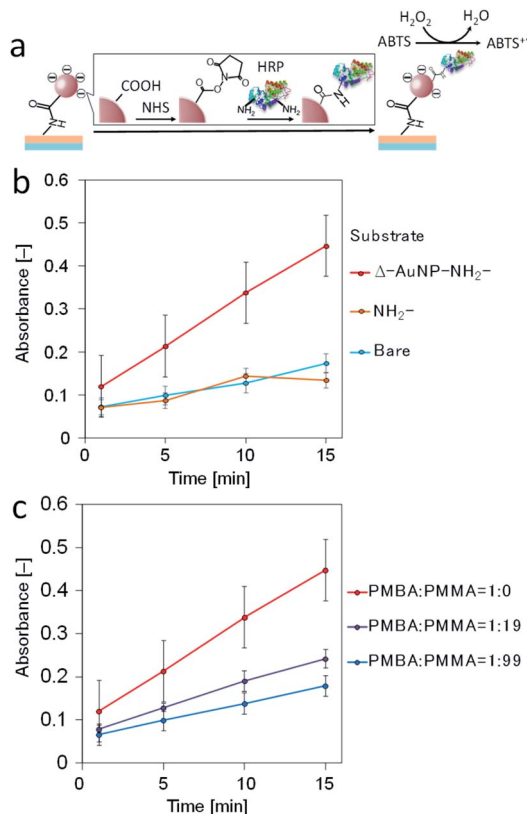 a
H₂O₂ H₂O
ABTS ABTS⁺•
COOH
NHS
HRP
NH₂ NH₂
O
N
H
O
O
N
O
O
O
O
N
H
O
N
H
b
Absorbance [−]
0.6
0.5
0.4
0.3
0.2
0.1
0
0 5 10 15
Time [min]
Substrate
Δ−AuNP−NH₂−
NH₂−
Bare
c
Absorbance [−]
0.6
0.5
0.4
0.3
0.2
0.1
0
0 5 10 15
Time [min]
PMBA:PMMA=1:0
PMBA:PMMA=1:19
PMBA:PMMA=1:99